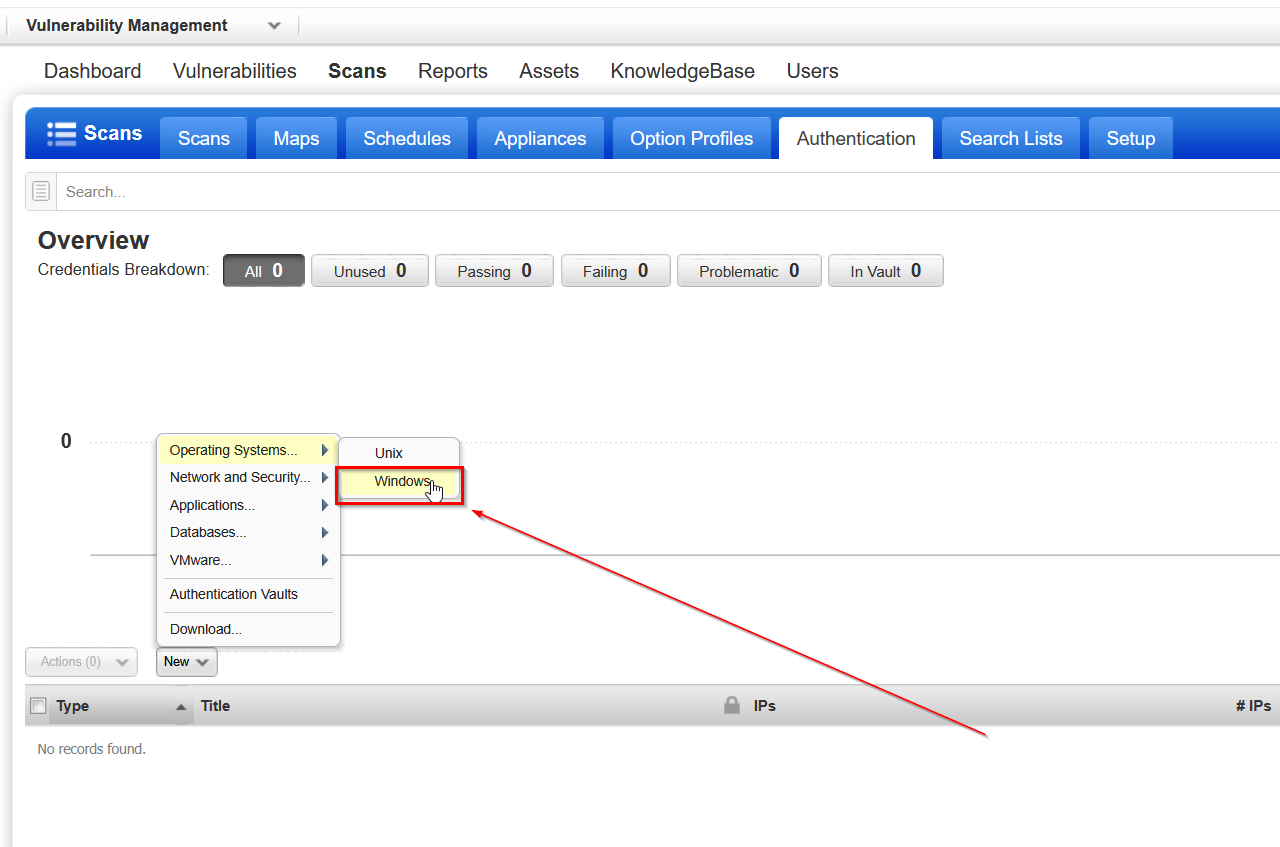 Vulnerability Management
Dashboard Vulnerabilities Scans Reports Assets KnowledgeBase Users
Scans Scans Maps Schedules Appliances Option Profiles Authentication Search Lists Setup
Search...
Overview
Credentials Breakdown: All 0 Unused 0 Passing 0 Failing 0 Problematic 0 In Vault 0
0
Operating Systems... Unix
Network and Security... Windows
Applications...
Databases...
VMware...
Authentication Vaults
Download...
Actions (0) New
Type Title IPs # IPs
No records found.